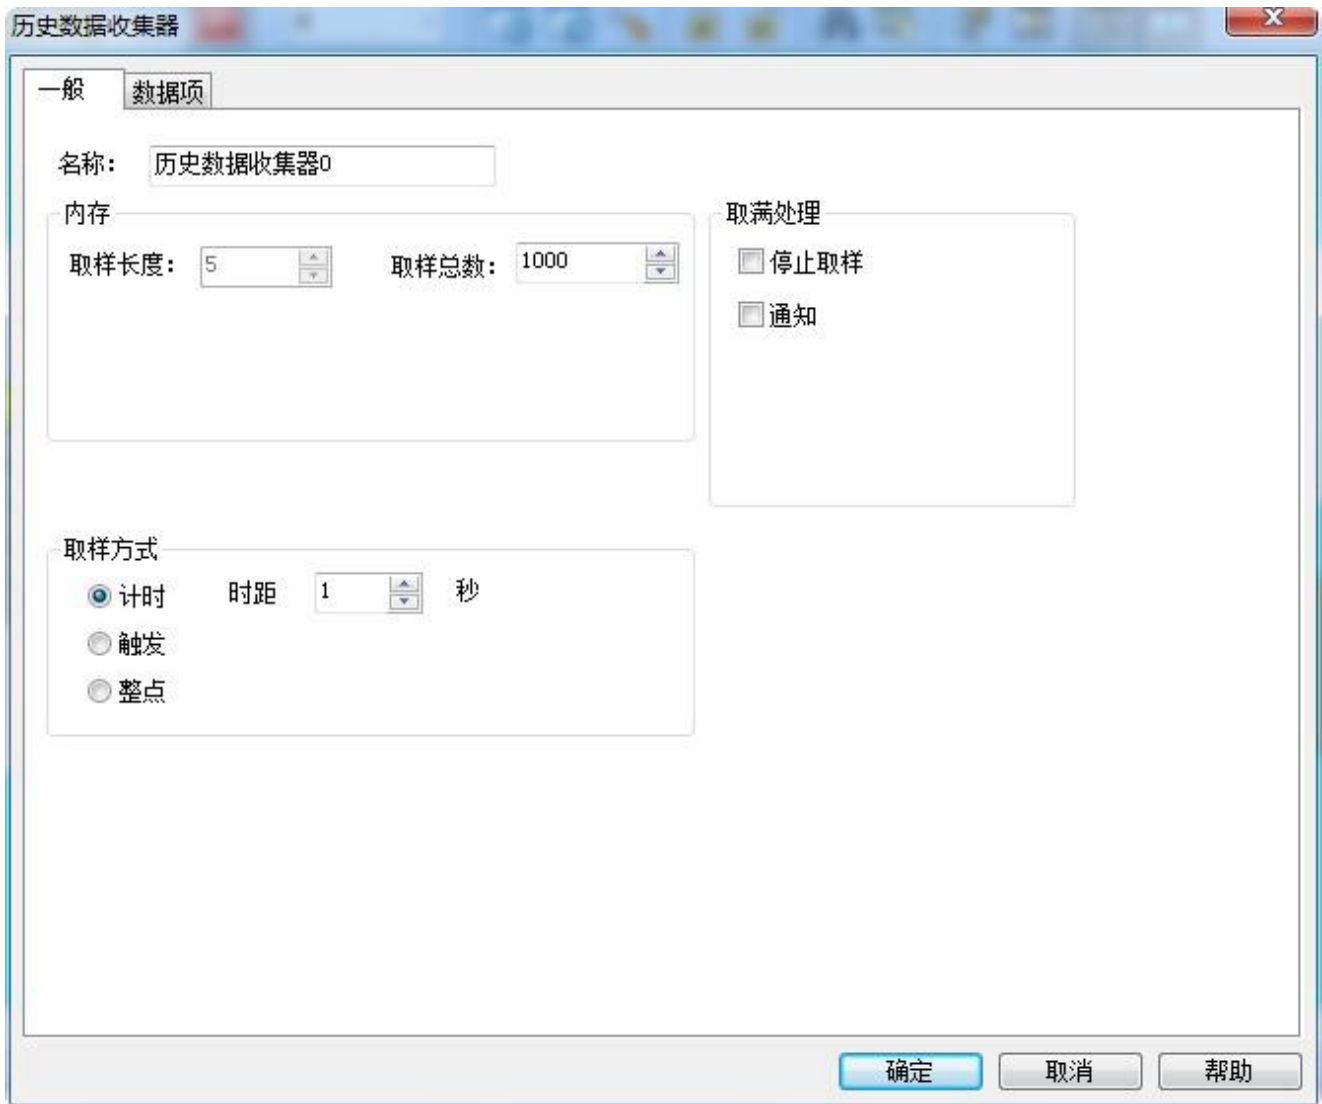 历史数据收集器
一般 数据项
名称： 历史数据收集器0
内存
取样长度： 5 取样总数： 1000
取满处理
停止取样
通知
取样方式
计时 时距 1 秒
触发
整点
确定 取消 帮助